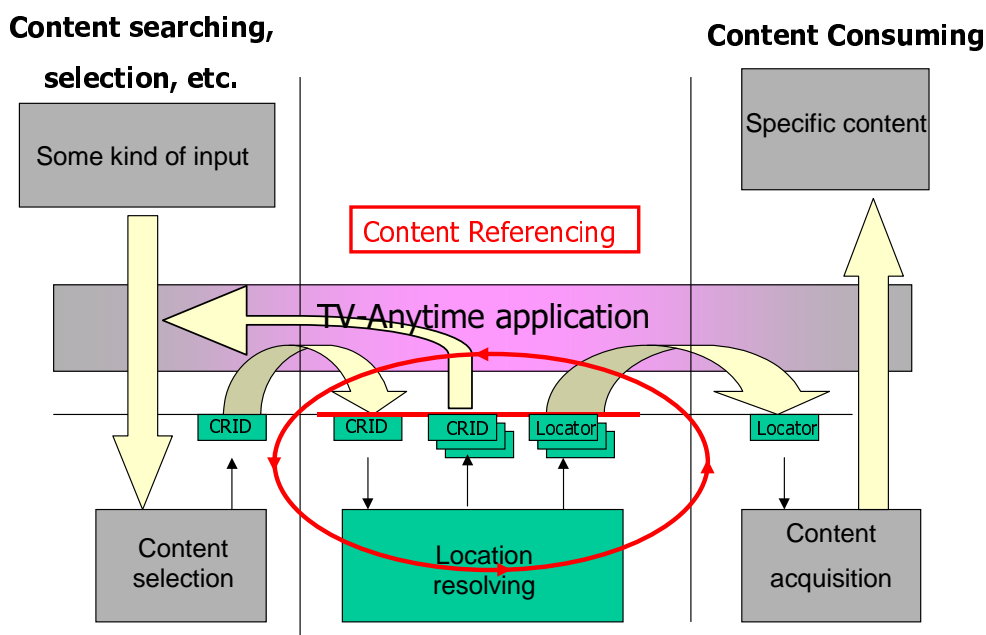 Content searching,
selection, etc.
Content Consuming
Some kind of input
Specific content
Content Referencing
TV-Anytime application
CRID
CRID
CRID
Locator
Locator
Content
selection
Location
resolving
Content
acquisition